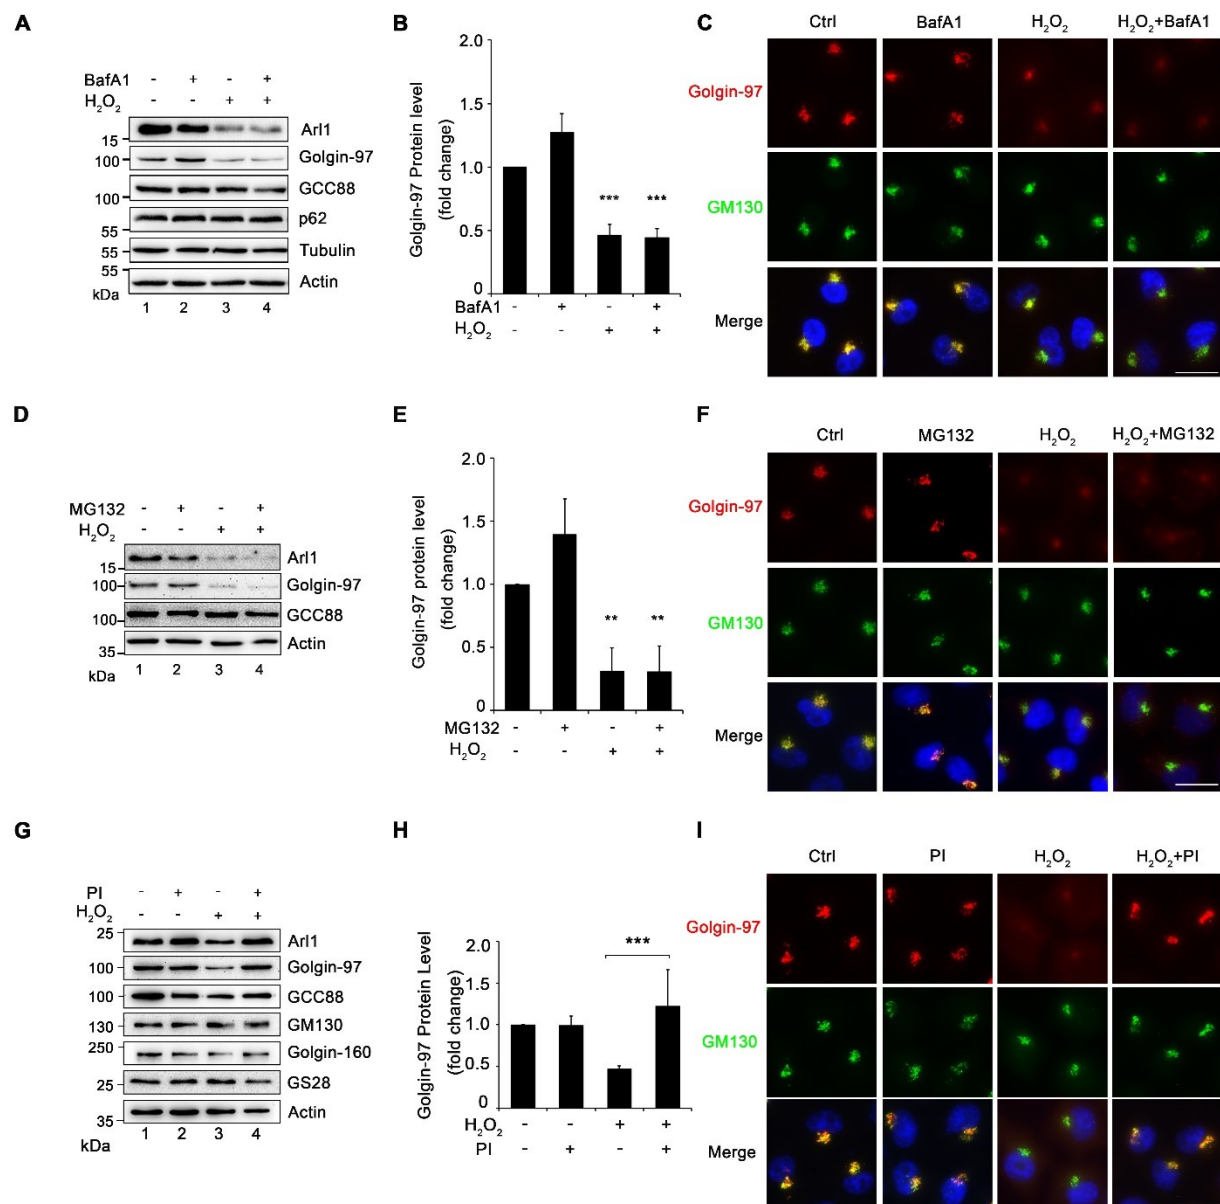 A
BafA1 - + - +
H2O2 - - + +
Arl1
15
Golgin-97
100
GCC88
100
p62
55
Tubulin
55
Actin
55
kDa
1 2 3 4
B
Golgin-97 Protein level
(fold change)
2.0
1.5
1.0
0.5
0
*** ***
BafA1 - + - +
H2O2 - - + +
C
Ctrl BafA1 H2O2 H2O2+BafA1
Golgin-97
GM130
Merge
D
MG132 - + - +
H2O2 - - + +
Arl1
15
100 Golgin-97
100 GCC88
Actin
35
1 2 3 4
kDa
E
Golgin-97 protein level
(fold change)
2.0
1.5
1.0
0.5
0
** **
MG132 - + - +
H2O2 - - + +
F
Ctrl MG132 H2O2 H2O2+MG132
Golgin-97
GM130
Merge
G
PI - + - +
H2O2 - - + +
25
Arl1
100 Golgin-97
100 GCC88
130 GM130
250
Golgin-160
25 GS28
35 Actin
1 2 3 4
kDa
H
Golgin-97 Protein Level
(fold change)
2.0
1.5
1.0
0.5
0
***
H2O2 - - + +
PI - + - +
I
Ctrl PI H2O2 H2O2+PI
Golgin-97
GM130
Merge